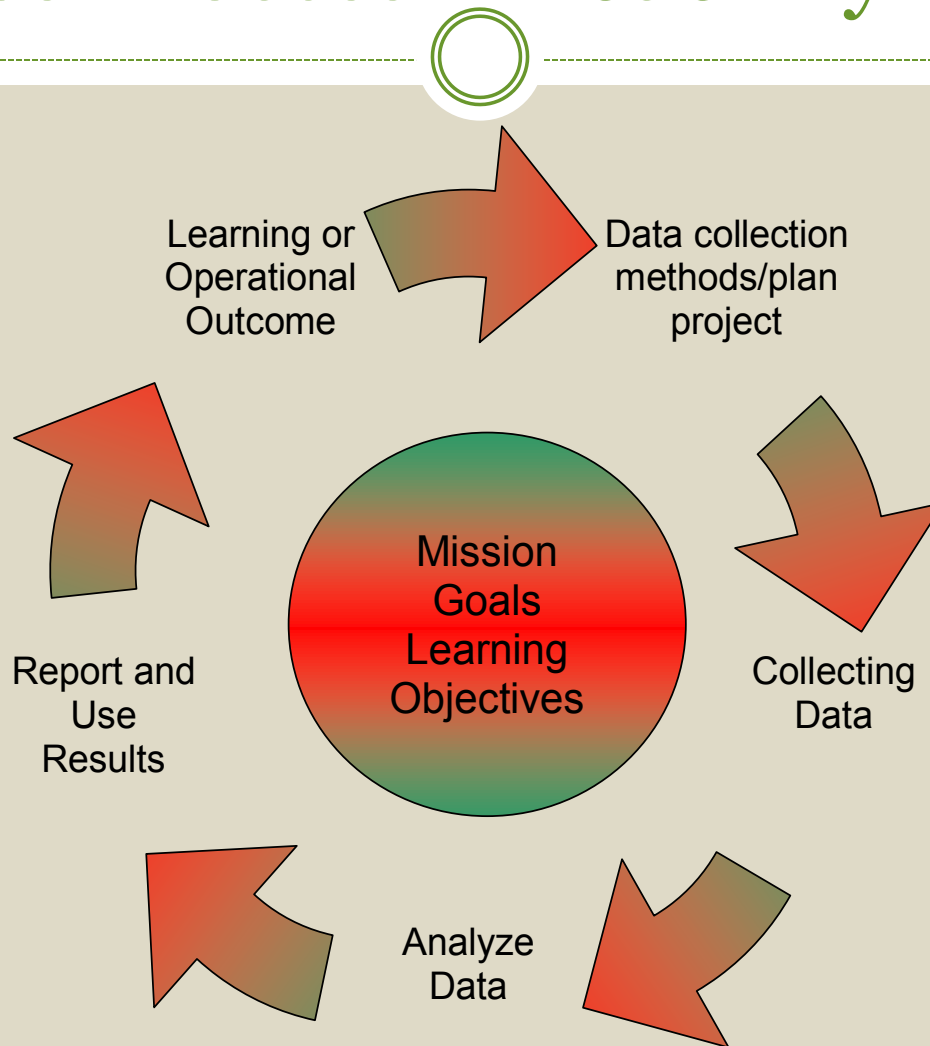 Learning or
Operational
Outcome
Data collection
methods/plan
project
Mission
Goals
Learning
Objectives
Collecting
Data
Analyze
Data
Report and
Use
Results